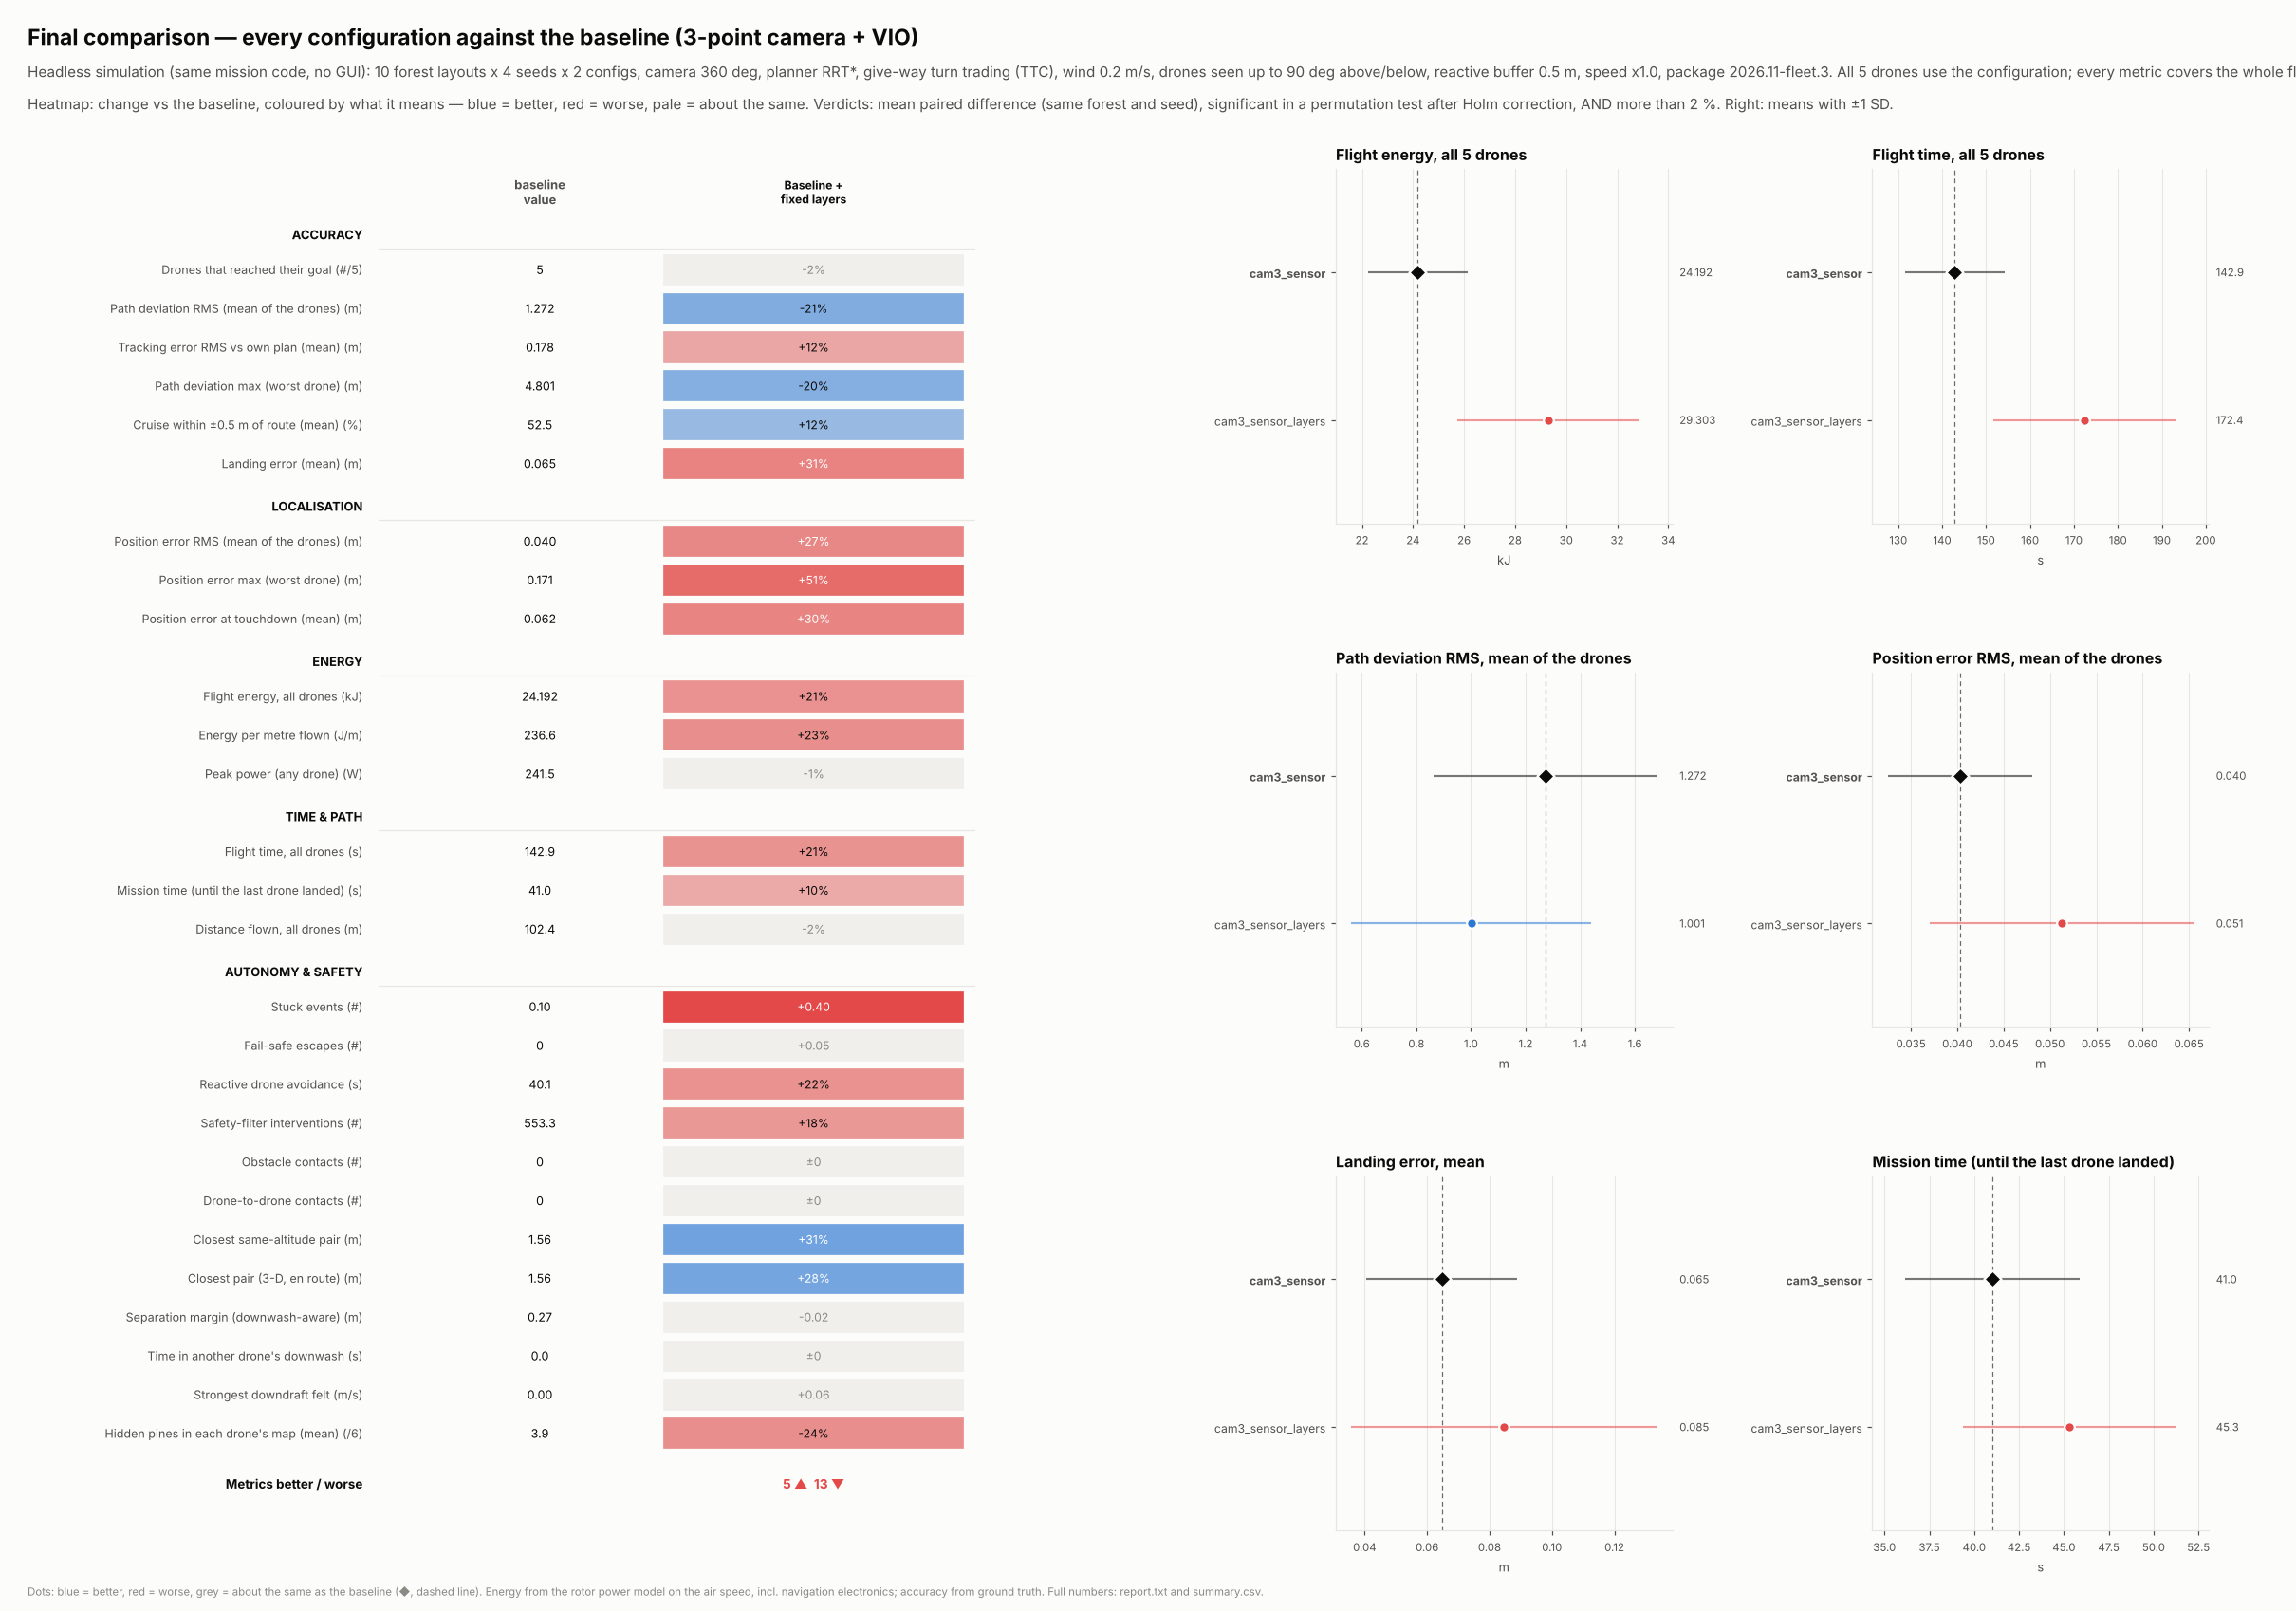 Final comparison — every configuration against the baseline (3-point camera + VIO)
Headless simulation (same mission code, no GUI): 10 forest layouts x 4 seeds x 2 configs, camera 360 deg, planner RRT*, give-way turn trading (TTC), wind 0.2 m/s, drones seen up to 90 deg above/below, reactive buffer 0.5 m, speed x1.0, package 2026.11-fleet.3. All 5 drones use the configuration; every metric covers the whole fl
Heatmap: change vs the baseline, coloured by what it means — blue = better, red = worse, pale = about the same. Verdicts: mean paired difference (same forest and seed), significant in a permutation test after Holm correction, AND more than 2 %. Right: means with ±1 SD.
baseline value
Baseline + fixed layers
ACCURACY
Drones that reached their goal (#/5) 5 -2%
Path deviation RMS (mean of the drones) (m) 1.272 -21%
Tracking error RMS vs own plan (mean) (m) 0.178 +12%
Path deviation max (worst drone) (m) 4.801 -20%
Cruise within ±0.5 m of route (mean) (%) 52.5 +12%
Landing error (mean) (m) 0.065 +31%
LOCALISATION
Position error RMS (mean of the drones) (m) 0.040 +27%
Position error max (worst drone) (m) 0.171 +51%
Position error at touchdown (mean) (m) 0.062 +30%
ENERGY
Flight energy, all drones (kJ) 24.192 +21%
Energy per metre flown (J/m) 236.6 +23%
Peak power (any drone) (W) 241.5 -1%
TIME & PATH
Flight time, all drones (s) 142.9 +21%
Mission time (until the last drone landed) (s) 41.0 +10%
Distance flown, all drones (m) 102.4 -2%
AUTONOMY & SAFETY
Stuck events (#) 0.10 +0.40
Fail-safe escapes (#) 0 +0.05
Reactive drone avoidance (s) 40.1 +22%
Safety-filter interventions (#) 553.3 +18%
Obstacle contacts (#) 0 ±0
Drone-to-drone contacts (#) 0 ±0
Closest same-altitude pair (m) 1.56 +31%
Closest pair (3-D, en route) (m) 1.56 +28%
Separation margin (downwash-aware) (m) 0.27 -0.02
Time in another drone's downwash (s) 0.0 ±0
Strongest downdraft felt (m/s) 0.00 +0.06
Hidden pines in each drone's map (mean) (/6) 3.9 -24%
Metrics better / worse 5 ▲ 13 ▼
Flight energy, all 5 drones
cam3_sensor 24.192
cam3_sensor_layers 29.303
22 24 26 28 30 32 34
kJ
Flight time, all 5 drones
cam3_sensor 142.9
cam3_sensor_layers 172.4
130 140 150 160 170 180 190 200
s
Path deviation RMS, mean of the drones
cam3_sensor 1.272
cam3_sensor_layers 1.001
0.6 0.8 1.0 1.2 1.4 1.6
m
Position error RMS, mean of the drones
cam3_sensor 0.040
cam3_sensor_layers 0.051
0.035 0.040 0.045 0.050 0.055 0.060 0.065
m
Landing error, mean
cam3_sensor 0.065
cam3_sensor_layers 0.085
0.04 0.06 0.08 0.10 0.12
m
Mission time (until the last drone landed)
cam3_sensor 41.0
cam3_sensor_layers 45.3
35.0 37.5 40.0 42.5 45.0 47.5 50.0 52.5
s
Dots: blue = better, red = worse, grey = about the same as the baseline (◆, dashed line). Energy from the rotor power model on the air speed, incl. navigation electronics; accuracy from ground truth. Full numbers: report.txt and summary.csv.